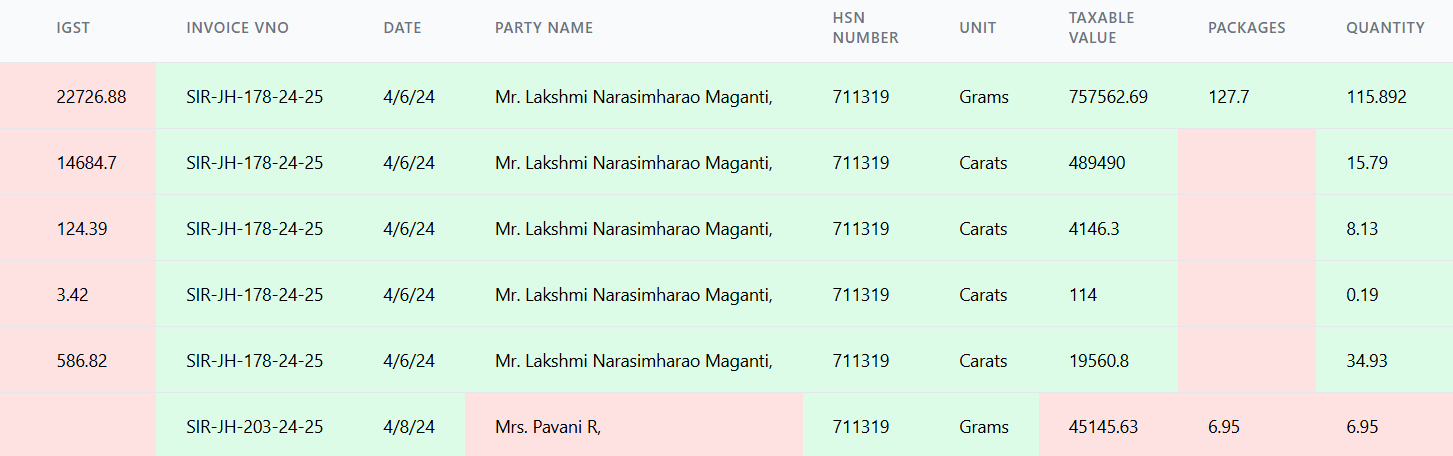 IGST INVOICE VNO DATE PARTY NAME HSN NUMBER UNIT TAXABLE VALUE PACKAGES QUANTITY
22726.88 SIR-JH-178-24-25 4/6/24 Mr. Lakshmi Narasimharao Maganti, 711319 Grams 757562.69 127.7 115.892
14684.7 SIR-JH-178-24-25 4/6/24 Mr. Lakshmi Narasimharao Maganti, 711319 Carats 489490 15.79
124.39 SIR-JH-178-24-25 4/6/24 Mr. Lakshmi Narasimharao Maganti, 711319 Carats 4146.3 8.13
3.42 SIR-JH-178-24-25 4/6/24 Mr. Lakshmi Narasimharao Maganti, 711319 Carats 114 0.19
586.82 SIR-JH-178-24-25 4/6/24 Mr. Lakshmi Narasimharao Maganti, 711319 Carats 19560.8 34.93
SIR-JH-203-24-25 4/8/24 Mrs. Pavani R, 711319 Grams 45145.63 6.95 6.95